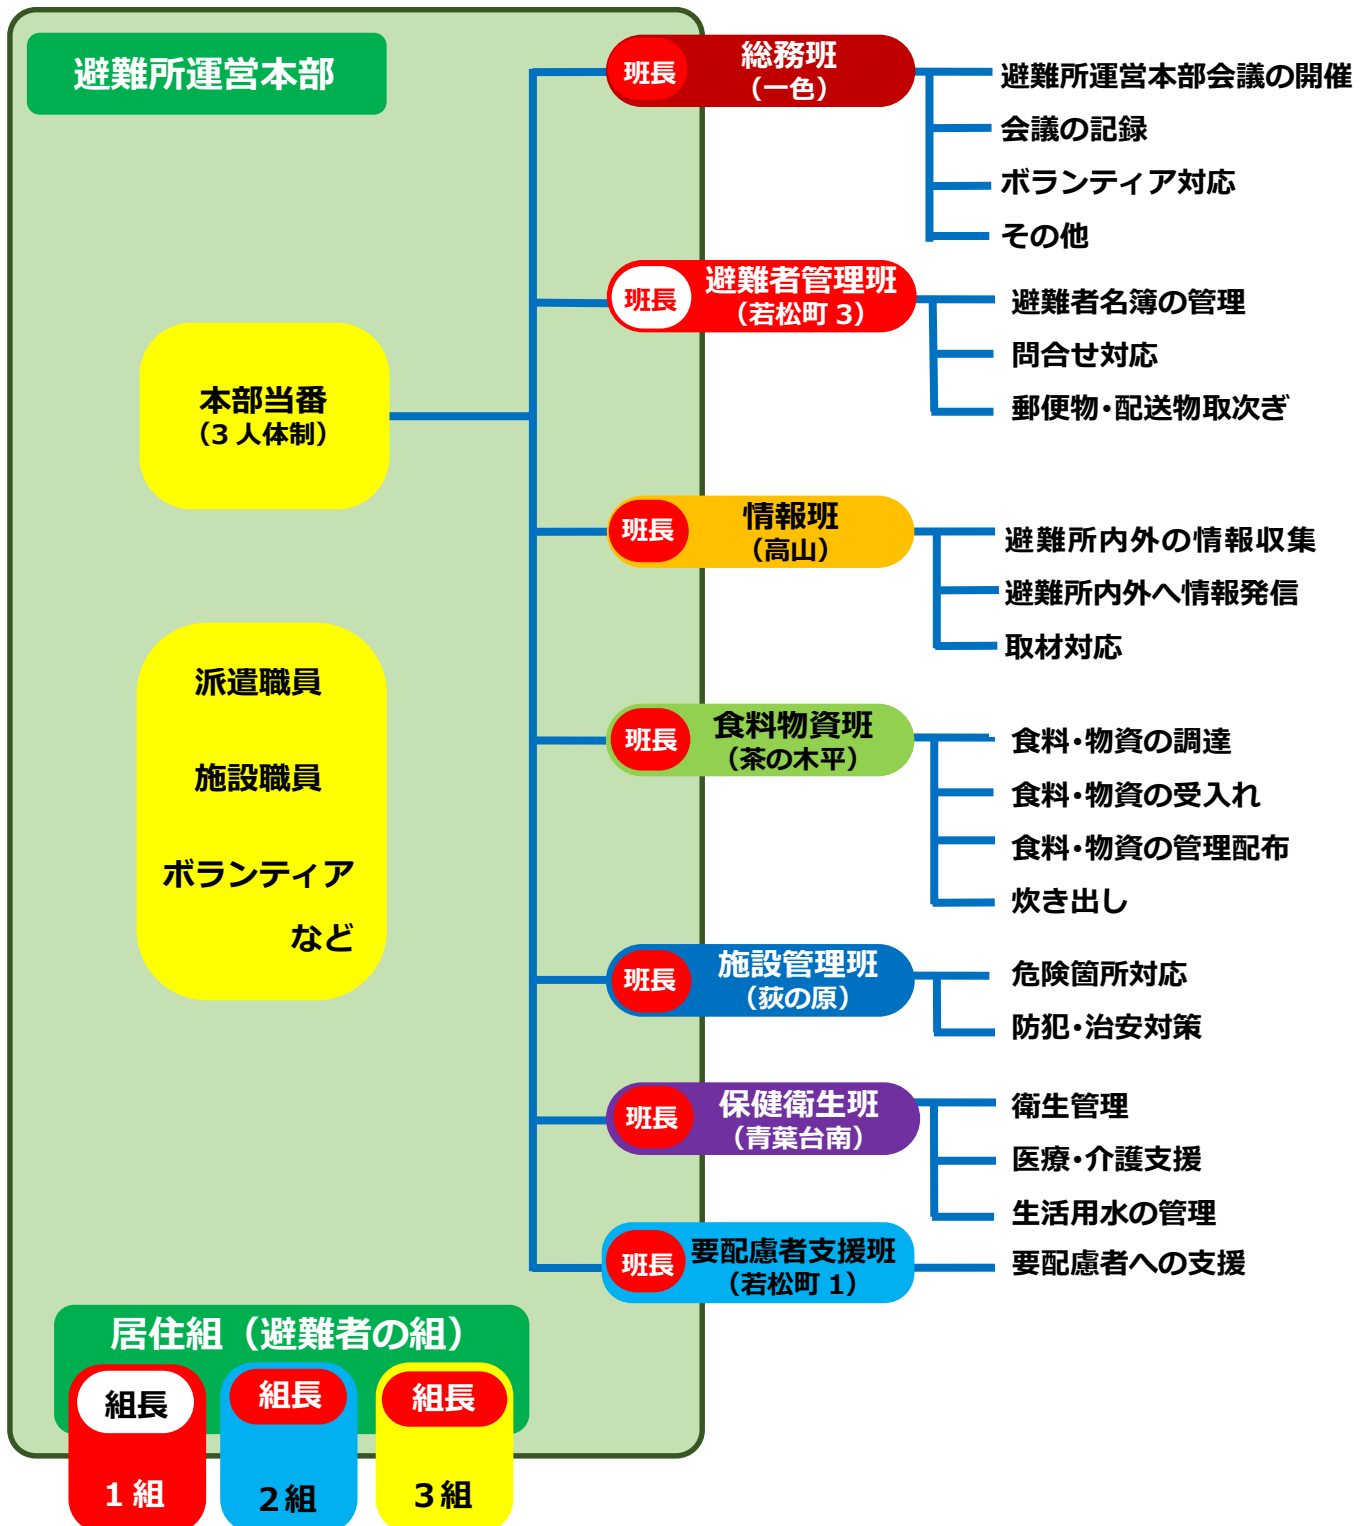 避難所運営本部
本部当番
（3人体制）
派遣職員
施設職員
ボランティア
など
班長
総務班
（一色）
避難所運営本部会議の開催
会議の記録
ボランティア対応
その他
班長
避難者管理班
（若松町3）
避難者名簿の管理
問合せ対応
郵便物・配送物取次ぎ
班長
情報班
（高山）
避難所内外の情報収集
避難所内外へ情報発信
取材対応
班長
食料物資班
（茶の木平）
食料・物資の調達
食料・物資の受入れ
食料・物資の管理配布
炊き出し
班長
施設管理班
（荻の原）
危険箇所対応
防犯・治安対策
班長
保健衛生班
（青葉台南）
衛生管理
医療・介護支援
生活用水の管理
班長
要配慮者支援班
（若松町1）
要配慮者への支援
居住組（避難者の組）
組長
1組
組長
2組
組長
3組